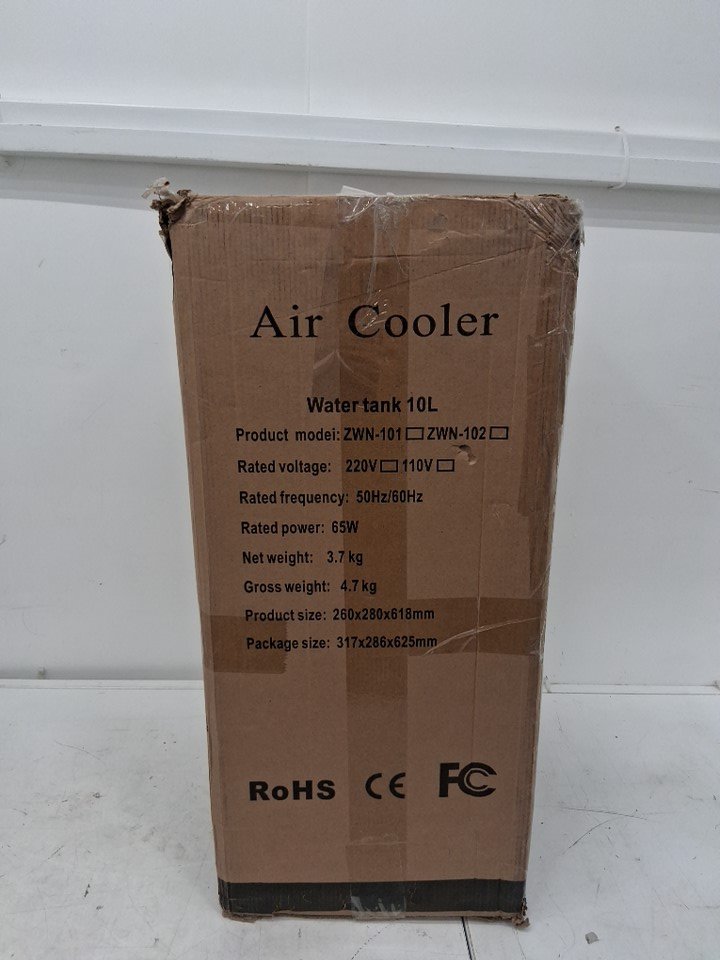 Air Cooler
Water tank 10L
Product modei: ZWN-101□ ZWN-102□
Rated voltage: 220V□ 110V□
Rated frequency: 50Hz/60Hz
Rated power: 65W
Net weight: 3.7 kg
Gross weight: 4.7 kg
Product size: 260x280x618mm
Package size: 317x286x625mm
RoHS CE FC